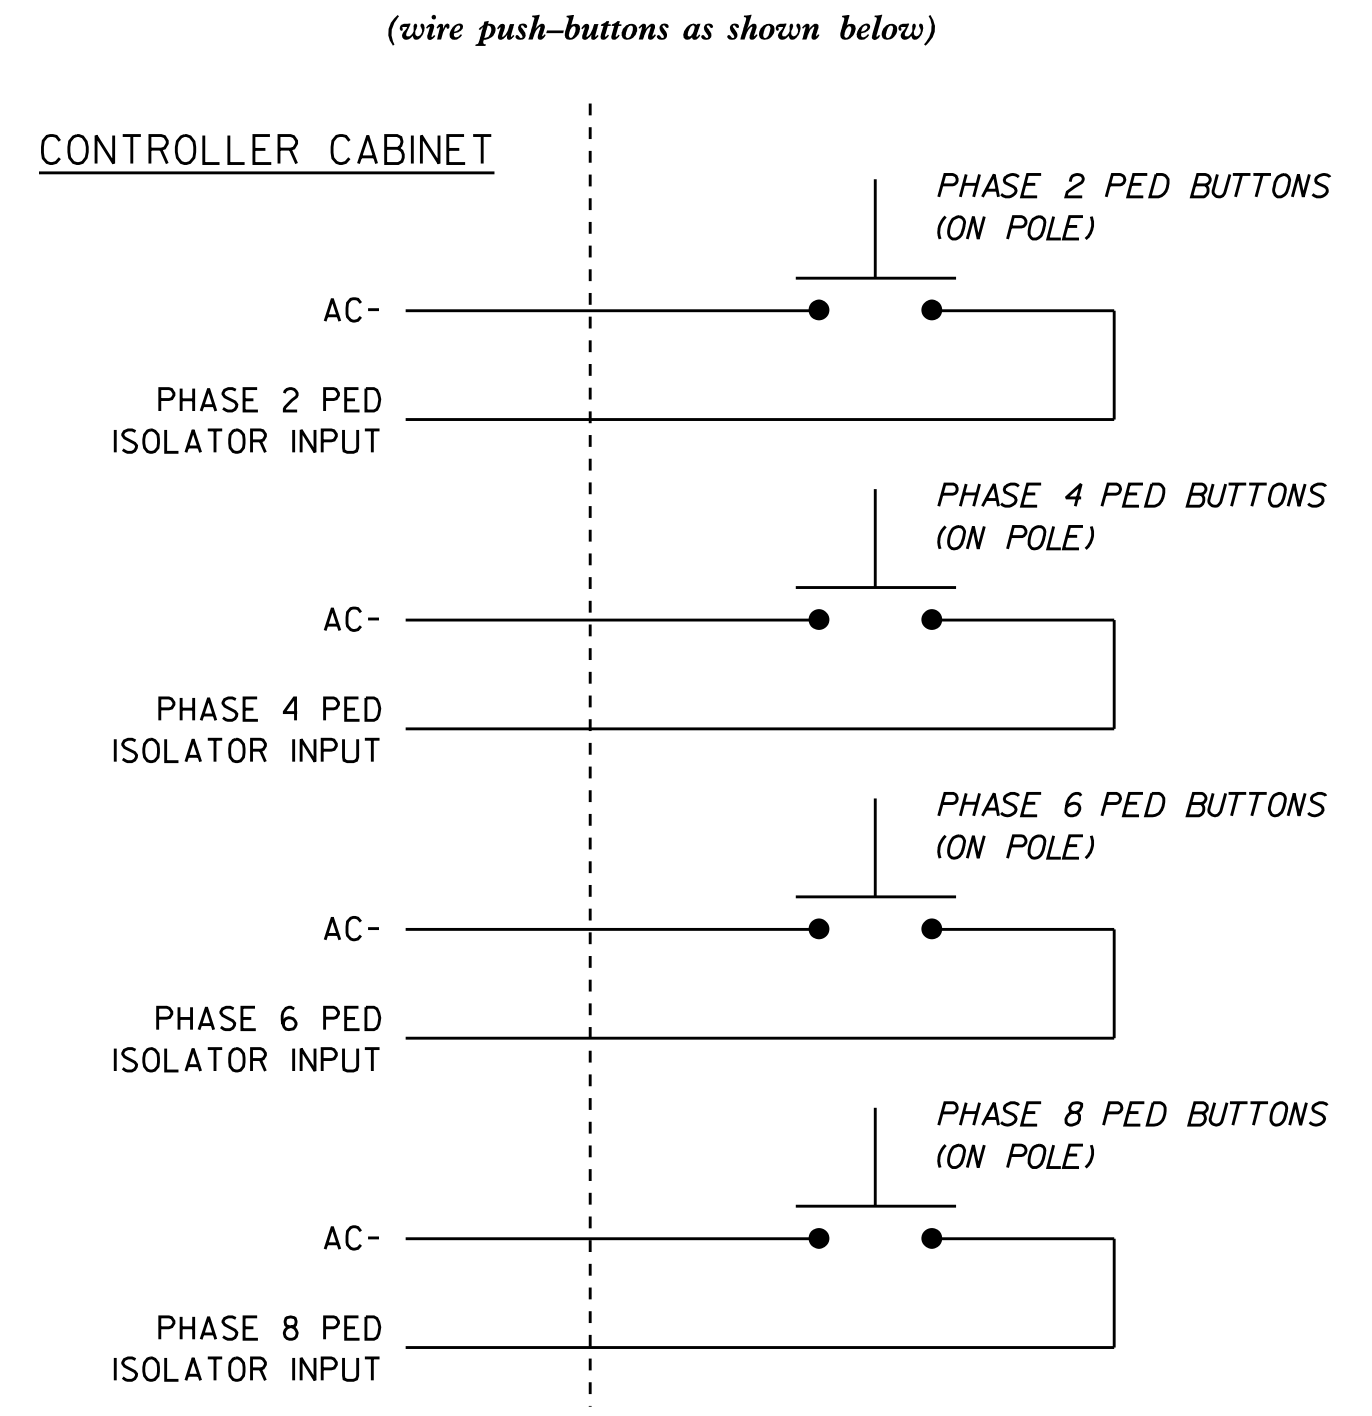 (wire push–buttons as shown below)
CONTROLLER CABINET
PHASE 2 PED BUTTONS
(ON POLE)
AC-
PHASE 2 PED
ISOLATOR INPUT
PHASE 4 PED BUTTONS
(ON POLE)
AC-
PHASE 4 PED
ISOLATOR INPUT
PHASE 6 PED BUTTONS
(ON POLE)
AC-
PHASE 6 PED
ISOLATOR INPUT
PHASE 8 PED BUTTONS
(ON POLE)
AC-
PHASE 8 PED
ISOLATOR INPUT